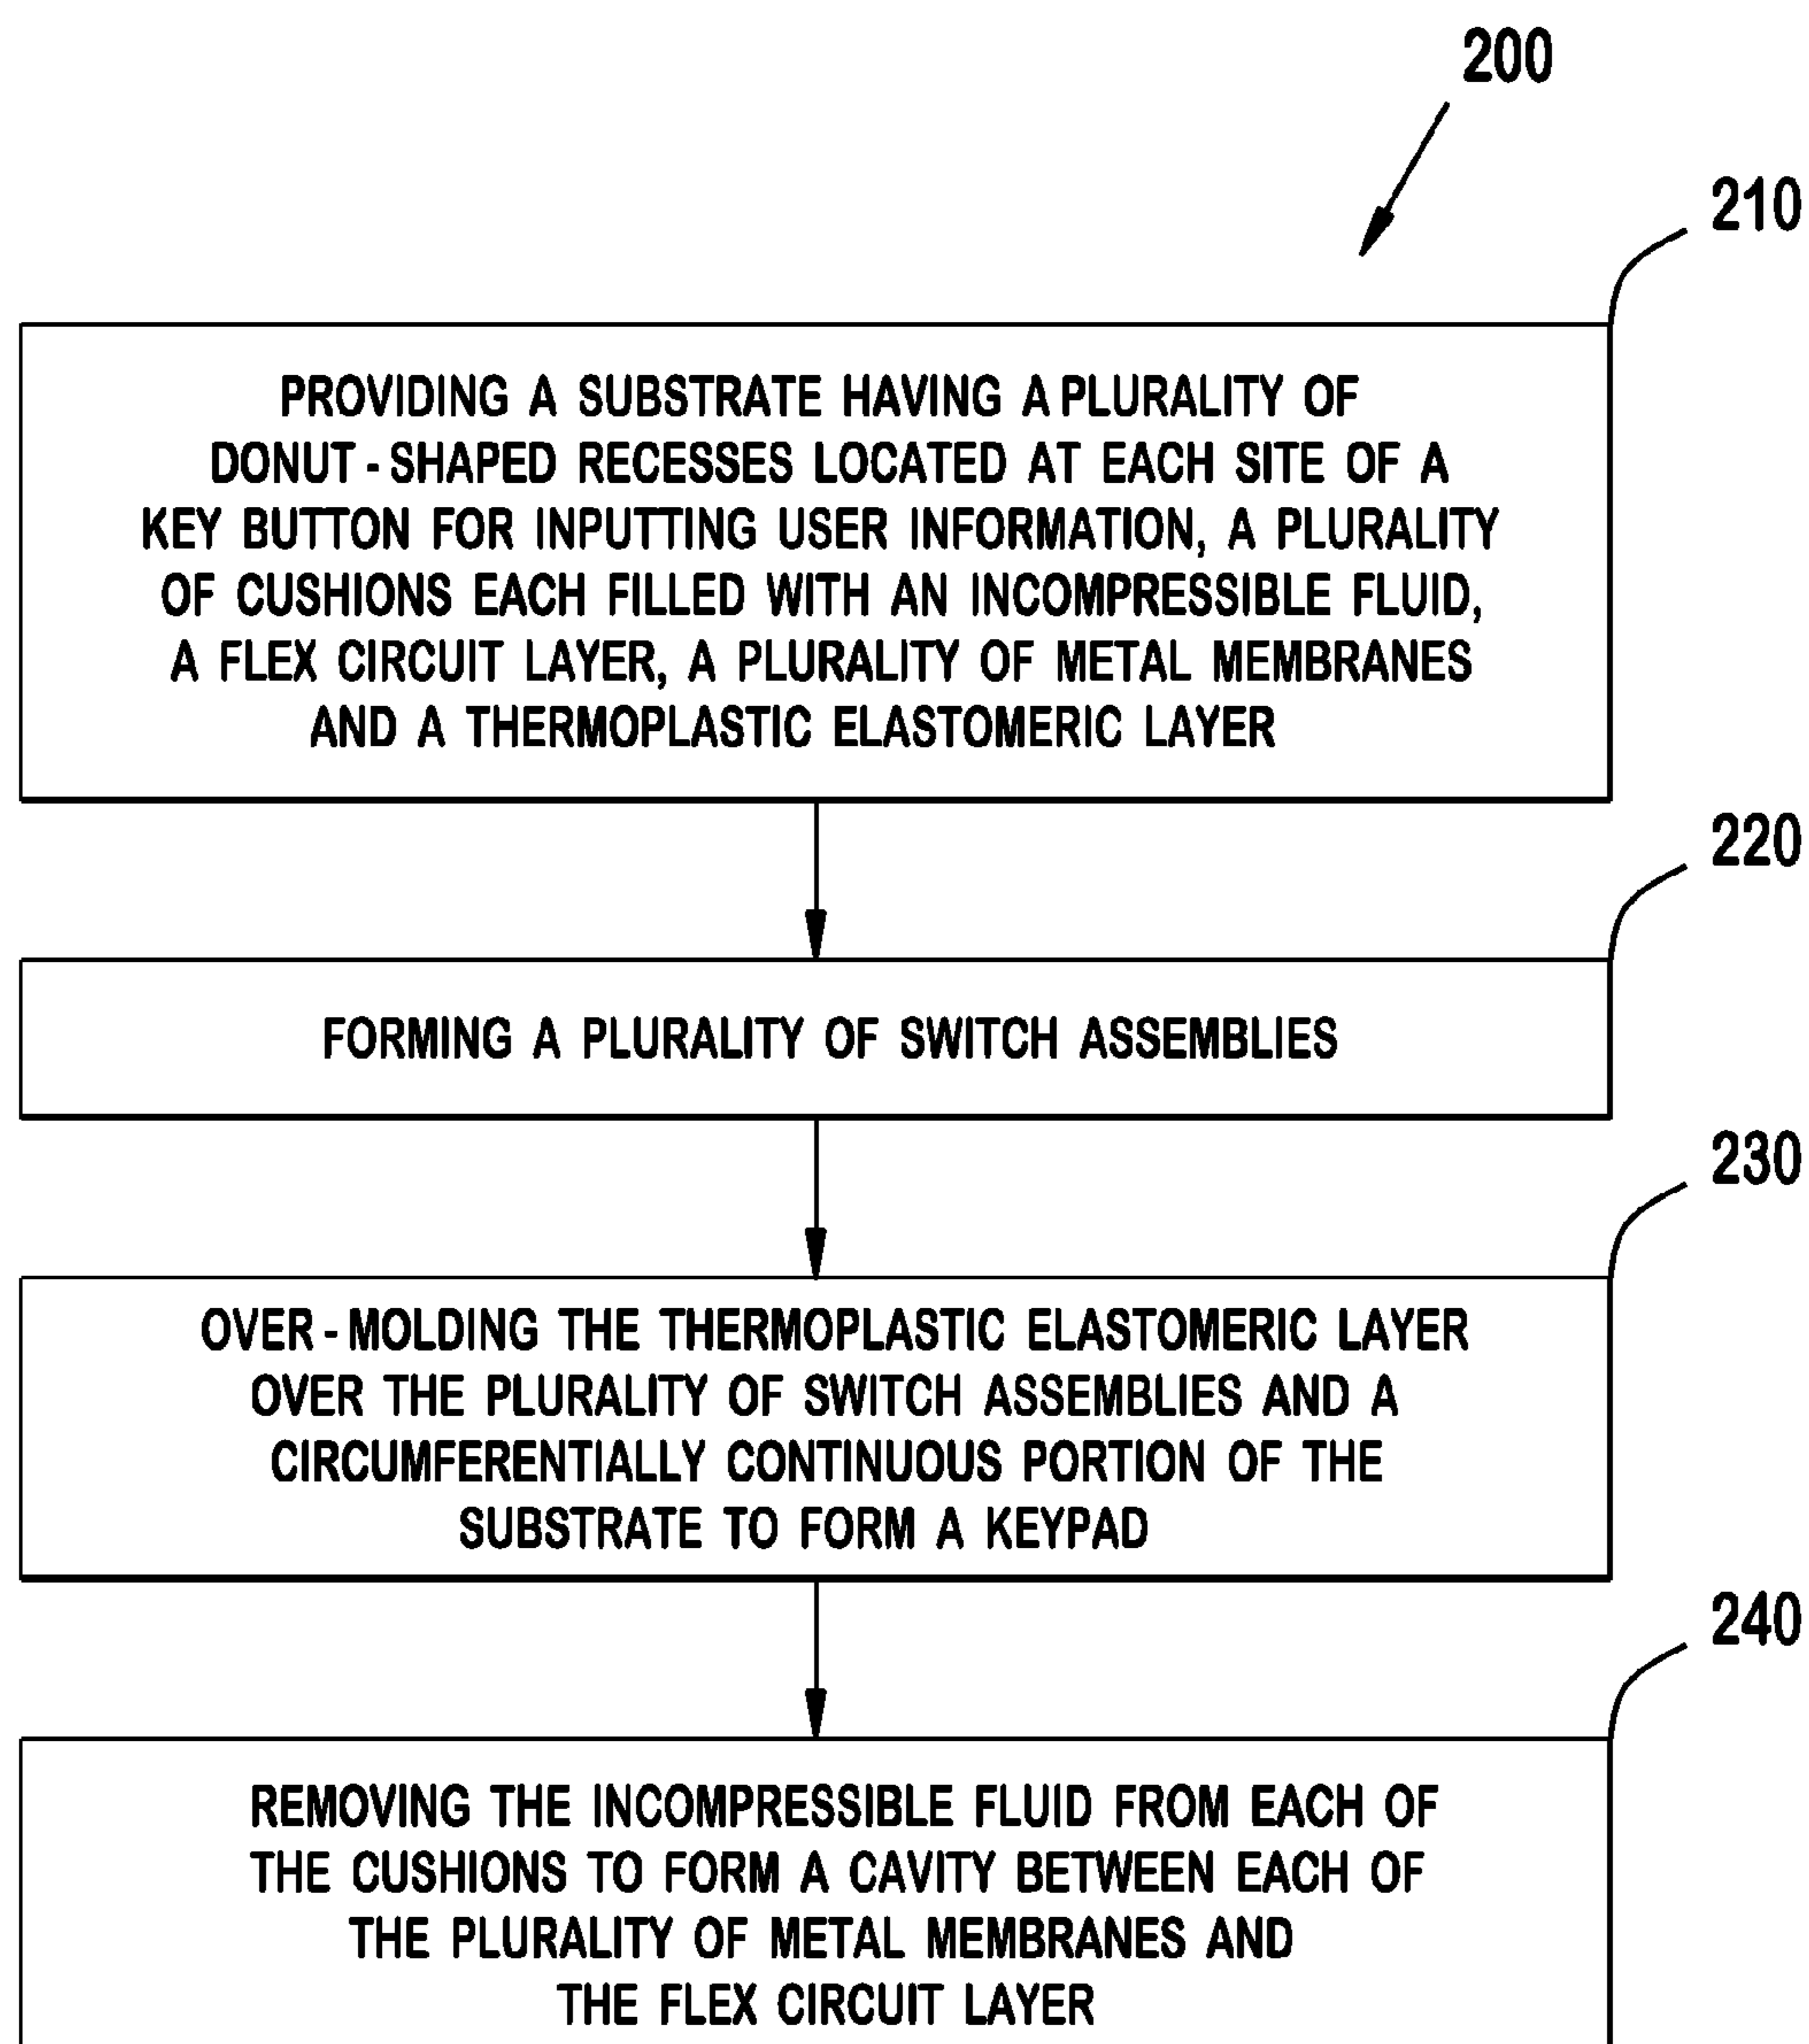 200
210
PROVIDING A SUBSTRATE HAVING A PLURALITY OF
DONUT-SHAPED RECESSES LOCATED AT EACH SITE OF A
KEY BUTTON FOR INPUTTING USER INFORMATION, A PLURALITY
OF CUSHIONS EACH FILLED WITH AN INCOMPRESSIBLE FLUID,
A FLEX CIRCUIT LAYER, A PLURALITY OF METAL MEMBRANES
AND A THERMOPLASTIC ELASTOMERIC LAYER
220
FORMING A PLURALITY OF SWITCH ASSEMBLIES
230
OVER-MOLDING THE THERMOPLASTIC ELASTOMERIC LAYER
OVER THE PLURALITY OF SWITCH ASSEMBLIES AND A
CIRCUMFERENTIALLY CONTINUOUS PORTION OF THE
SUBSTRATE TO FORM A KEYPAD
240
REMOVING THE INCOMPRESSIBLE FLUID FROM EACH OF
THE CUSHIONS TO FORM A CAVITY BETWEEN EACH OF
THE PLURALITY OF METAL MEMBRANES AND
THE FLEX CIRCUIT LAYER